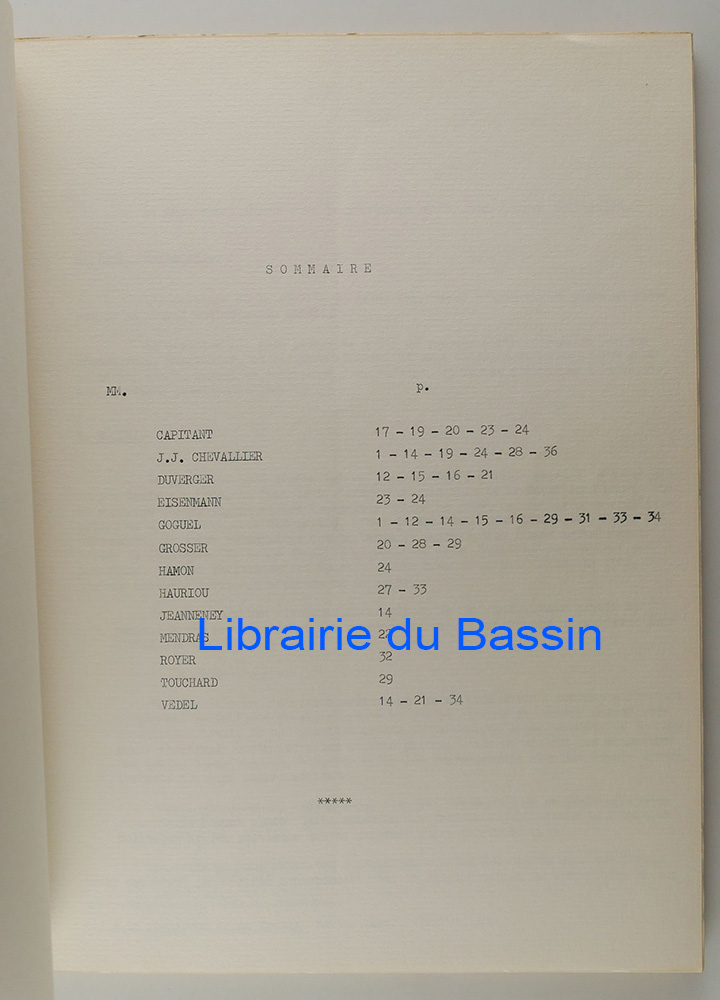 S O M M A I R E
MM. p.
CAPITANT 17 - 19 - 20 - 23 - 24
J.J. CHEVALLIER 1 - 14 - 19 - 24 - 28 - 36
DUVERGER 12 - 15 - 16 - 21
EISENMANN 23 - 24
GOGUEL 1 - 12 - 14 - 15 - 16 - 29 - 31 - 33 - 34
GROSSER 20 - 28 - 29
HAMON 24
HAURIOU 27 - 33
JEANNENEY 14
MENDRAS
Librairie du Bassin
ROYER 32
TOUCHARD 29
VEDEL 14 - 21 - 34
*****